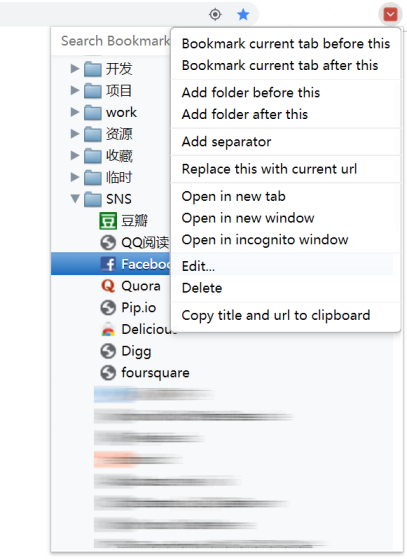 Search Bookmark
Bookmark current tab before this
Bookmark current tab after this
Add folder before this
Add folder after this
Add separator
Replace this with current url
Open in new tab
Open in new window
Open in incognito window
Edit...
Delete
Copy title and url to clipboard
开发
项目
work
资源
收藏
临时
SNS
豆
豆瓣
QQ阅读
f Facebo
Q Quora
Pip.io
Delicious
Digg
foursquare